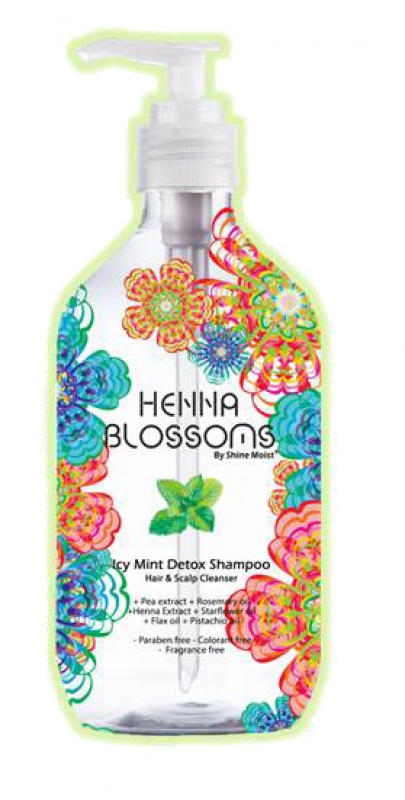 HENNA
BLOSSOMS
By Shine Moist
Icy Mint Detox Shampoo
Hair & Scalp Cleanser
+ Pea extract + Rosemary oil
+Henna Extract + Starflower oil
+ Flax oil + Pistachio oil
- Paraben free - Colorant free
- Fragrance free